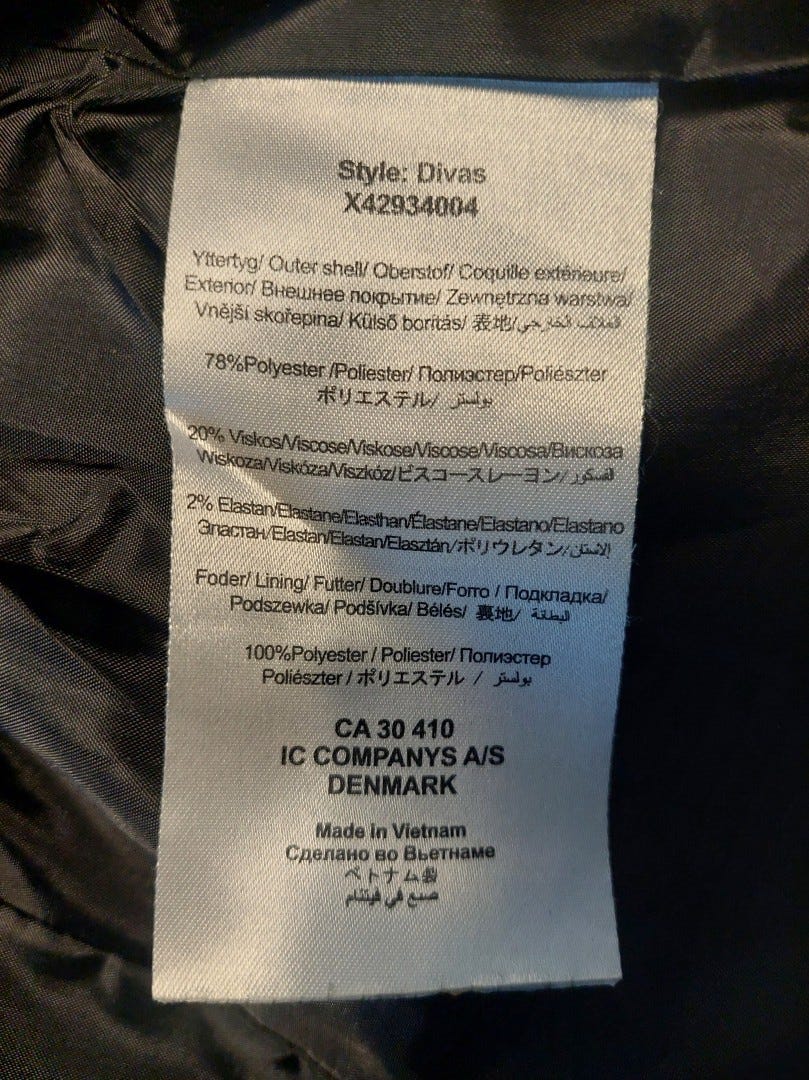 Style: Divas
X42934004
Yttertyg/ Outer shell/ Oberstof/ Coquille extérieure/
Exterior/ Внешнее покрытие/ Zewnętrzna warstwa/
Vnější skořepina/ Külső borítás/ 表地/الغلاف الخارجي
78%Polyester /Poliester/ Полиэстер/Poliészter
ポリエステル/ بولستر
20% Viskos/Viscose/Viskose/Viscose/Viscosa/Вискоза
Wiskoza/Viskóza/Viszkóz/ビスコースレーヨン/
2% Elastan/Elastane/Elasthan/Élastane/Elastano/Elastano
Эластан/Elastan/Elastan/Elasztán/ポリウレタン/
Foder/ Lining/ Futter/ Doublure/Forro / Подкладка/
Podszewka/ Podšívka/ Bélés/ 裏地/ البطانة
100%Polyester / Poliester/ Полиэстер
Poliészter / ポリエステル / بولستر
CA 30 410
IC COMPANYS A/S
DENMARK
Made in Vietnam
Сделано во Вьетнаме
ベトナム製
صنع في فيتنام